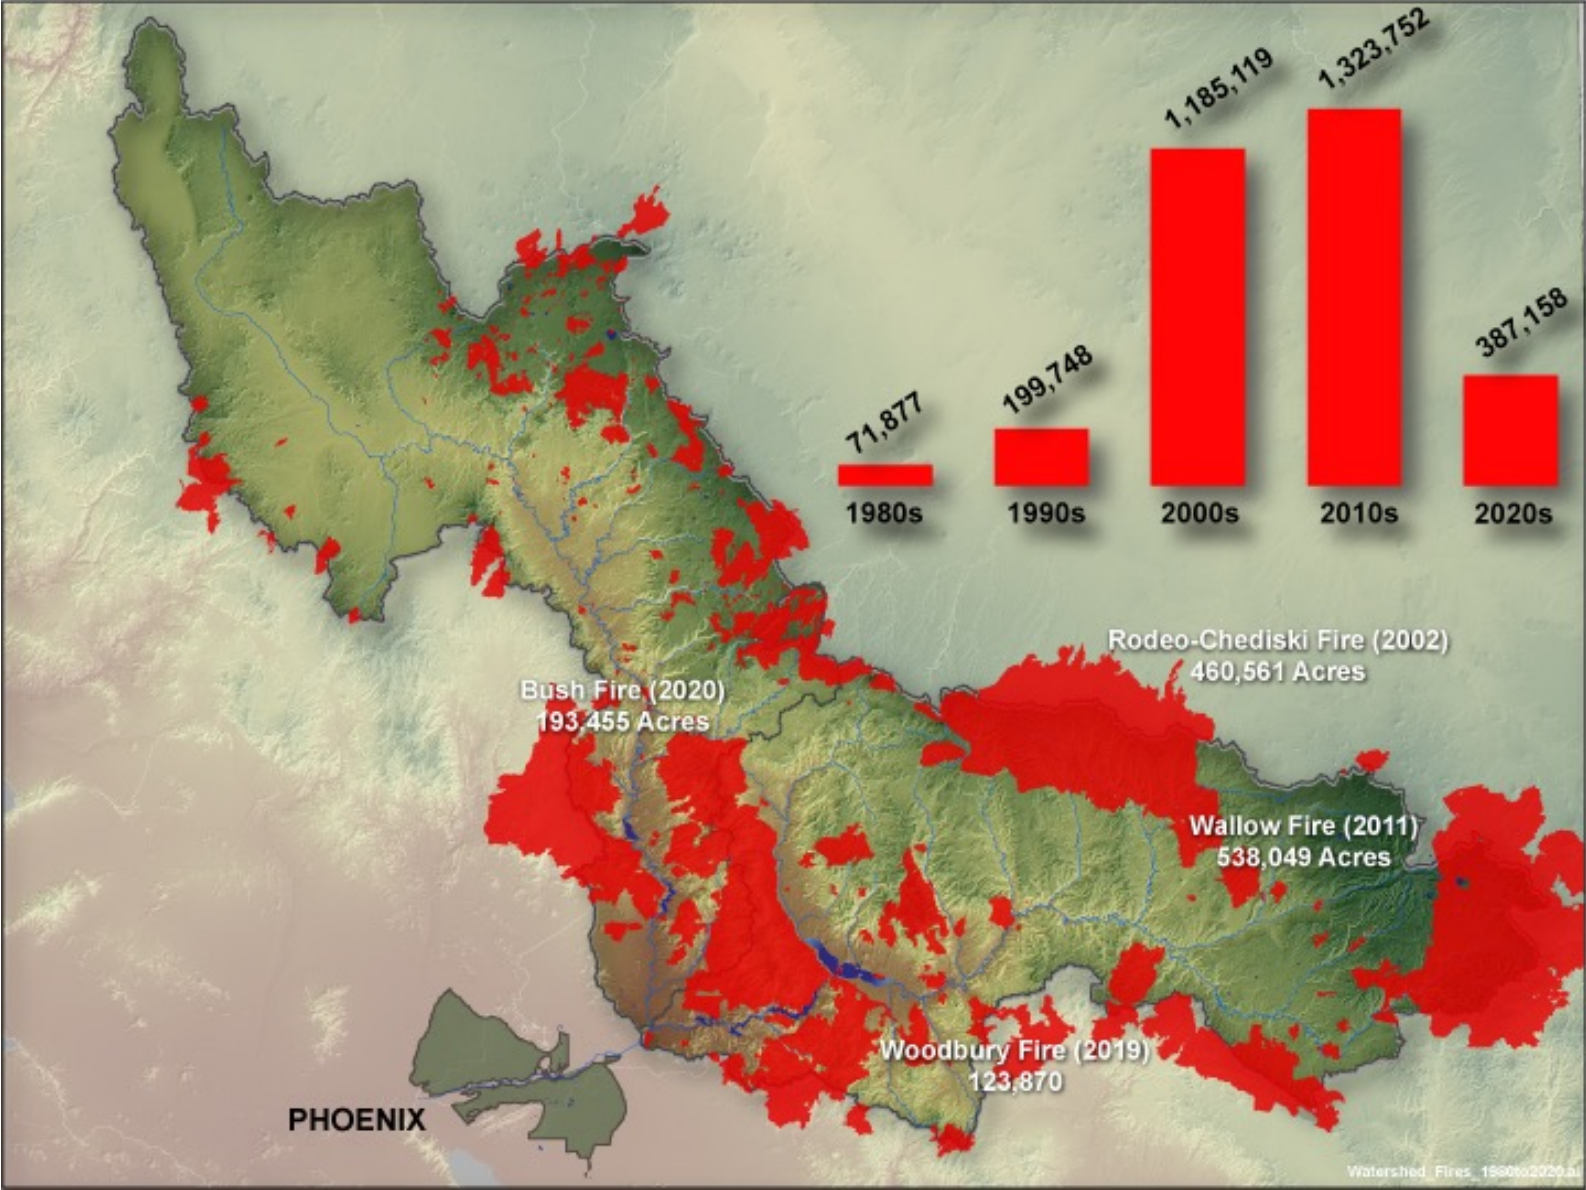 1,323,752
1,185,119
387,158
199,748
71,877
1980s 1990s 2000s 2010s 2020s
Rodeo-Chediski Fire (2002)
460,561 Acres
Bush Fire (2020)
193,455 Acres
Wallow Fire (2011)
538,049 Acres
Woodbury Fire (2019)
123,870
PHOENIX
Watershed_Fires_1980to2020.ai